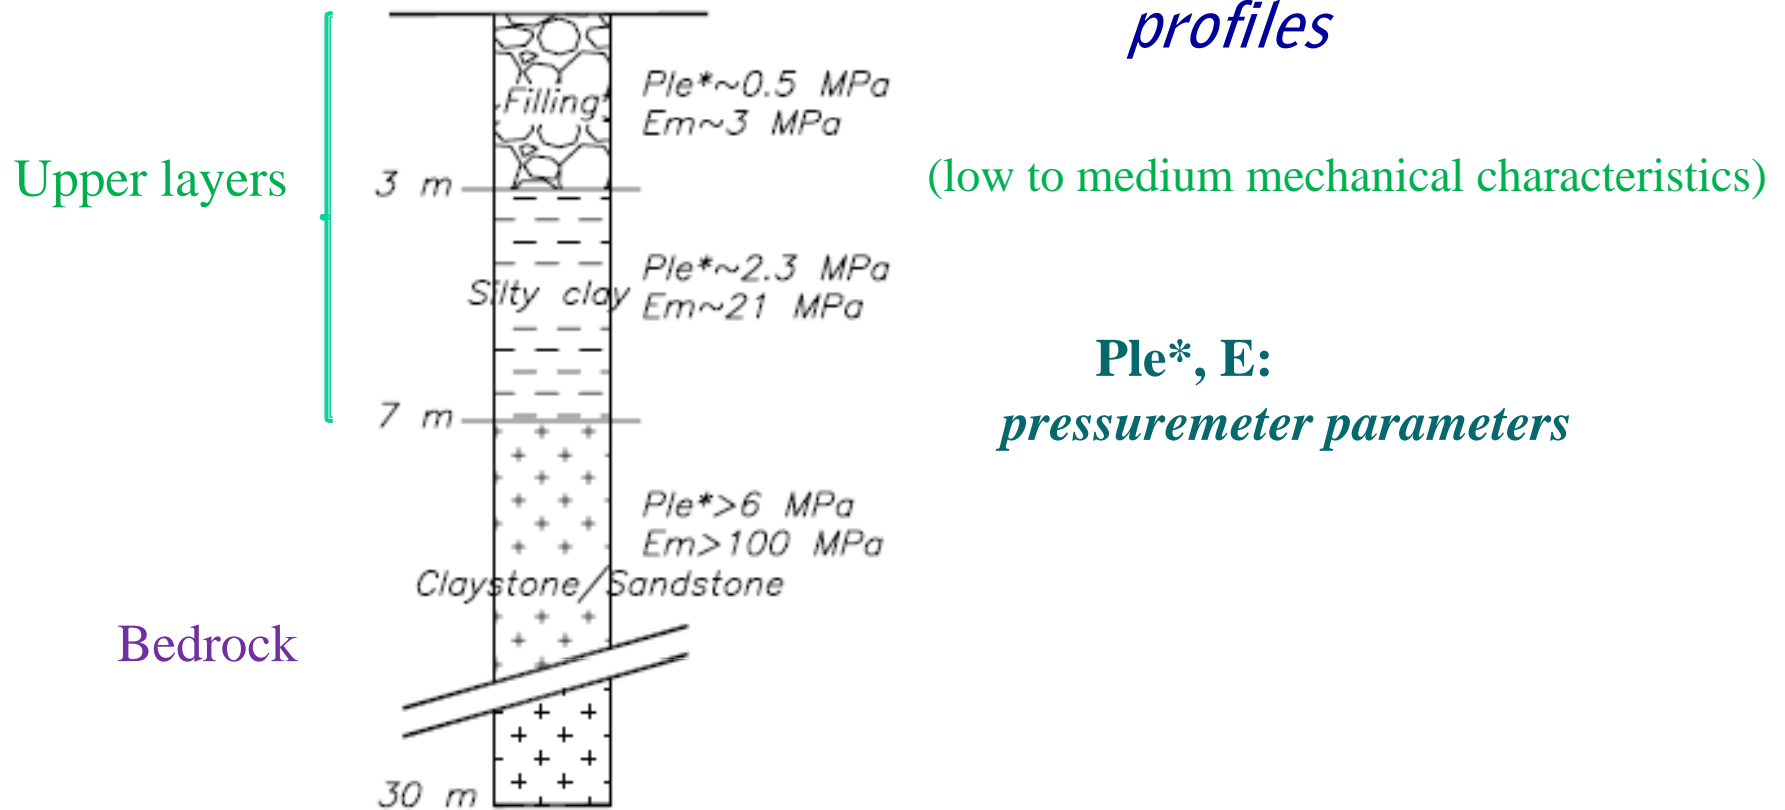 profiles
Ple*~0.5 MPa
Filling
Em~3 MPa
Upper layers
3 m
(low to medium mechanical characteristics)
Ple*~2.3 MPa
Silty clay
Em~21 MPa
Ple*, E:
7 m
pressuremeter parameters
Ple*>6 MPa
Em>100 MPa
Claystone/Sandstone
Bedrock
30 m